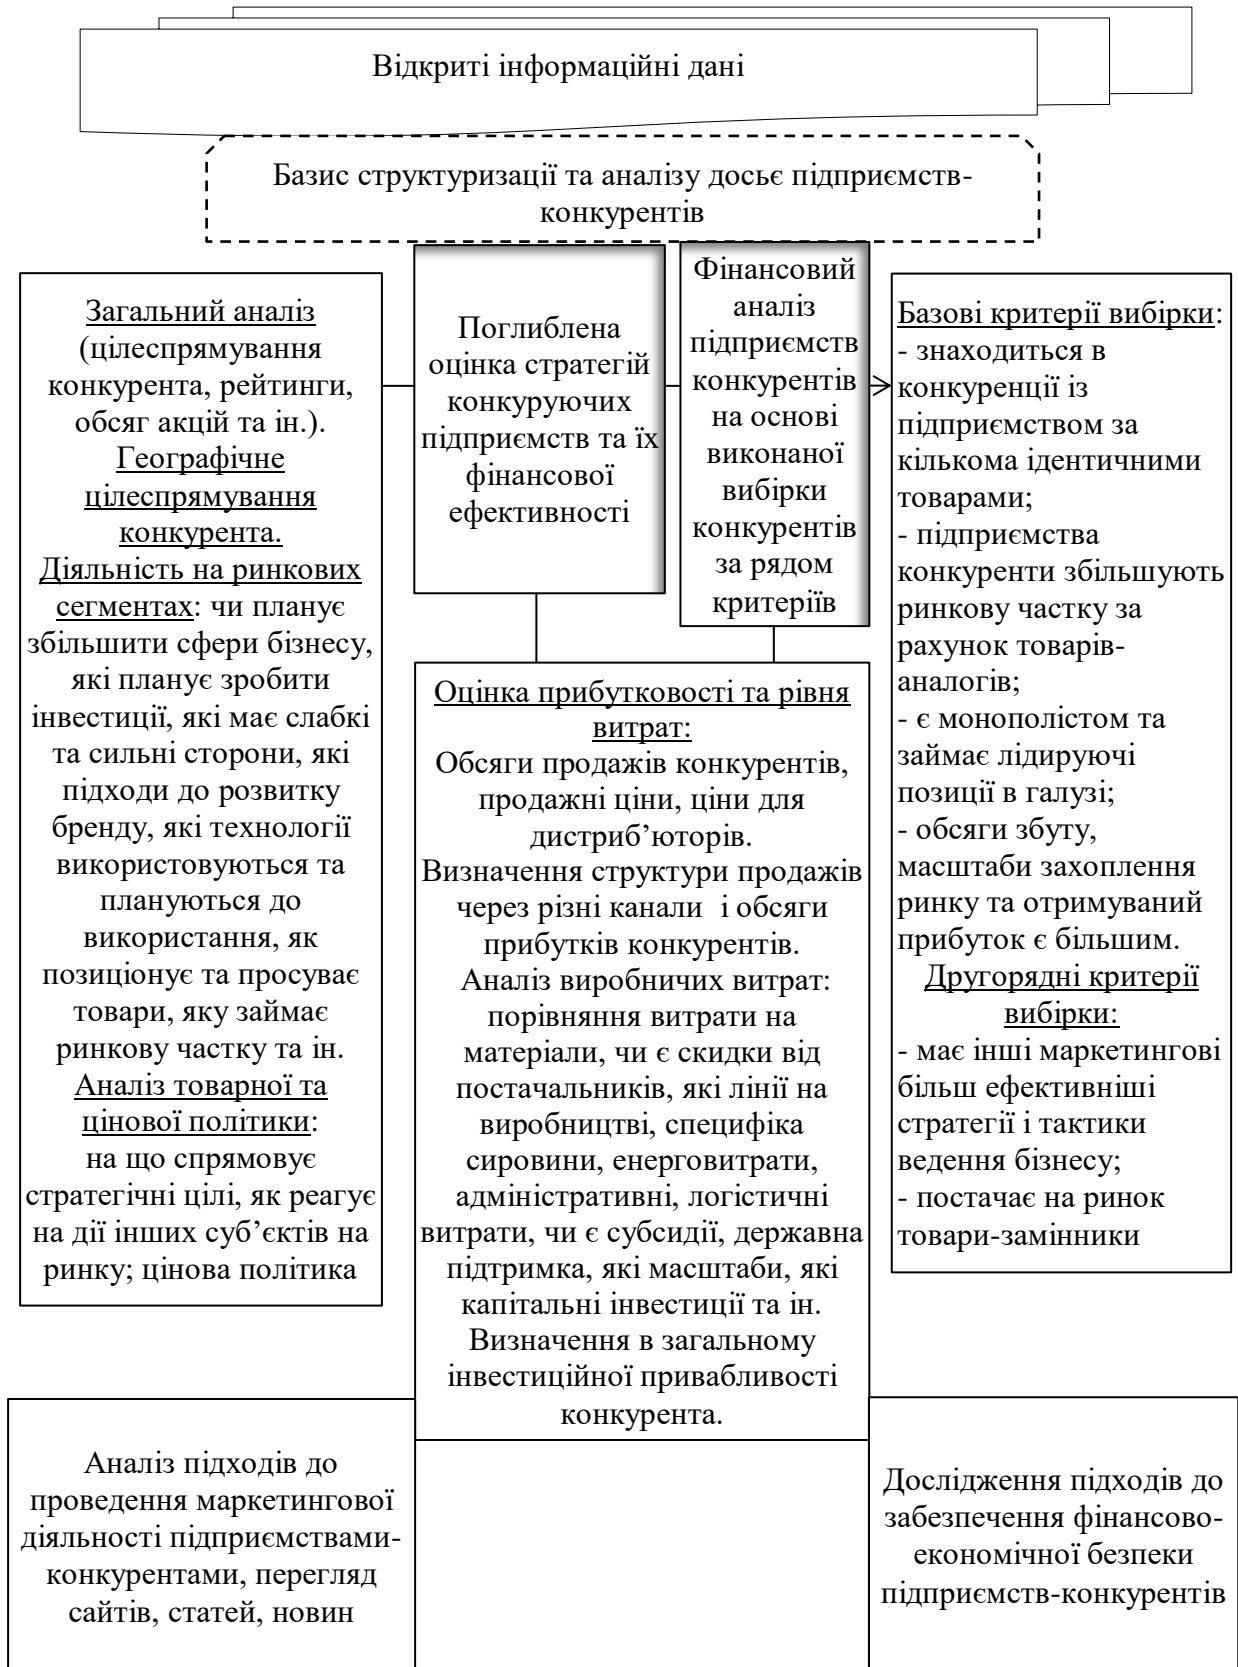 Відкриті інформаційні дані
Базис структуризації та аналізу досьє підприємств-
конкурентів
Загальний аналіз
(цілеспрямування
конкурента, рейтинги,
обсяг акцій та ін.).
Географічне
цілеспрямування
конкурента.
Діяльність на ринкових
сегментах: чи планує
збільшити сфери бізнесу,
які планує зробити
інвестиції, які має слабкі
та сильні сторони, які
підходи до розвитку
бренду, які технології
використовуються та
плануються до
використання, як
позиціонує та просуває
товари, яку займає
ринкову частку та ін.
Аналіз товарної та
цінової політики:
на що спрямовує
стратегічні цілі, як реагує
на дії інших суб’єктів на
ринку; цінова політика
Поглиблена
оцінка стратегій
конкуруючих
підприємств та їх
фінансової
ефективності
Фінансовий
аналіз
підприємств
конкурентів
на основі
виконаної
вибірки
конкурентів
за рядом
критеріїв
Базові критерії вибірки:
- знаходиться в
конкуренції із
підприємством за
кількома ідентичними
товарами;
- підприємства
конкуренти збільшують
ринкову частку за
рахунок товарів-
аналогів;
- є монополістом та
займає лідируючі
позиції в галузі;
- обсяги збуту,
масштаби захоплення
ринку та отримуваний
прибуток є більшим.
Другорядні критерії
вибірки:
- має інші маркетингові
більш ефективніші
стратегії і тактики
ведення бізнесу;
- постачає на ринок
товари-замінники
Оцінка прибутковості та рівня
витрат:
Обсяги продажів конкурентів,
продажні ціни, ціни для
дистриб’юторів.
Визначення структури продажів
через різні канали і обсяги
прибутків конкурентів.
Аналіз виробничих витрат:
порівняння витрати на
матеріали, чи є скидки від
постачальників, які лінії на
виробництві, специфіка
сировини, енерговитрати,
адміністративні, логістичні
витрати, чи є субсидії, державна
підтримка, які масштаби, які
капітальні інвестиції та ін.
Визначення в загальному
інвестиційної привабливості
конкурента.
Аналіз підходів до
проведення маркетингової
діяльності підприємствами-
конкурентами, перегляд
сайтів, статей, новин
Дослідження підходів до
забезпечення фінансово-
економічної безпеки
підприємств-конкурентів